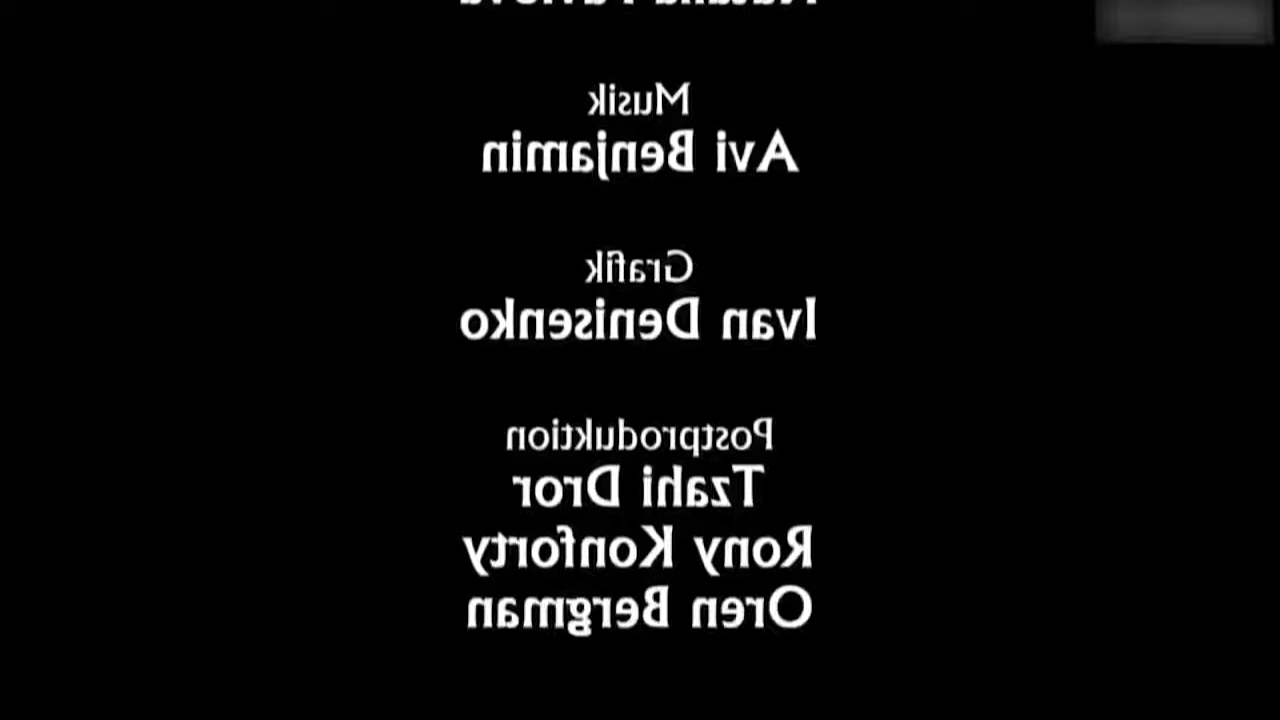 Musik
Avi Benjamin
Grafik
Ivan Denisenko
Postproduktion
Tzahi Dror
Rony Konforty
Oren Bergman